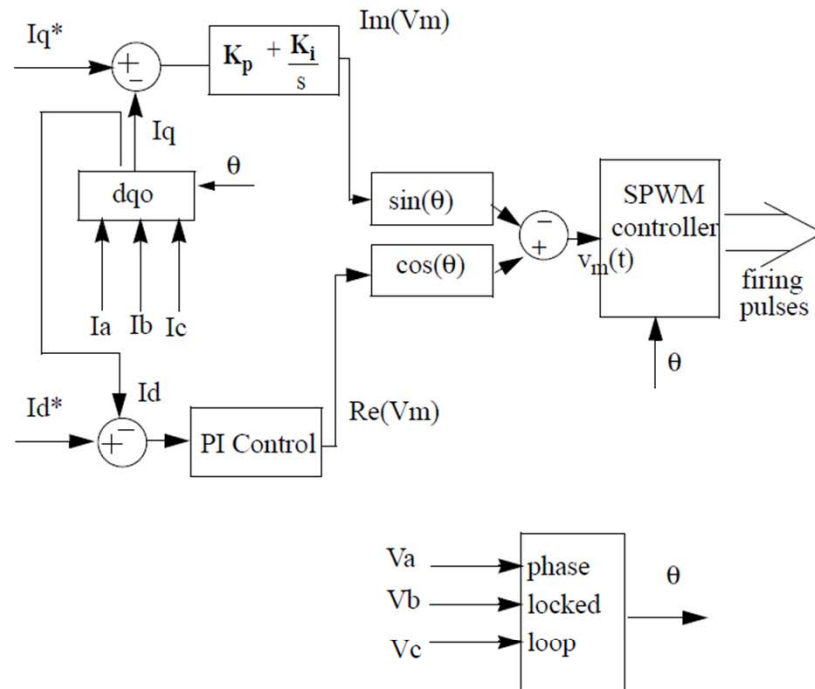 Iq*
+
−
Kp + Ki
s
Im(Vm)
Iq
θ
dqo
Ia Ib Ic
sin(θ)
cos(θ)
−
+
vm(t)
SPWM
controller
firing
pulses
θ
Id*
Id
+
−
PI Control
Re(Vm)
Va
Vb
Vc
phase
locked
loop
θ